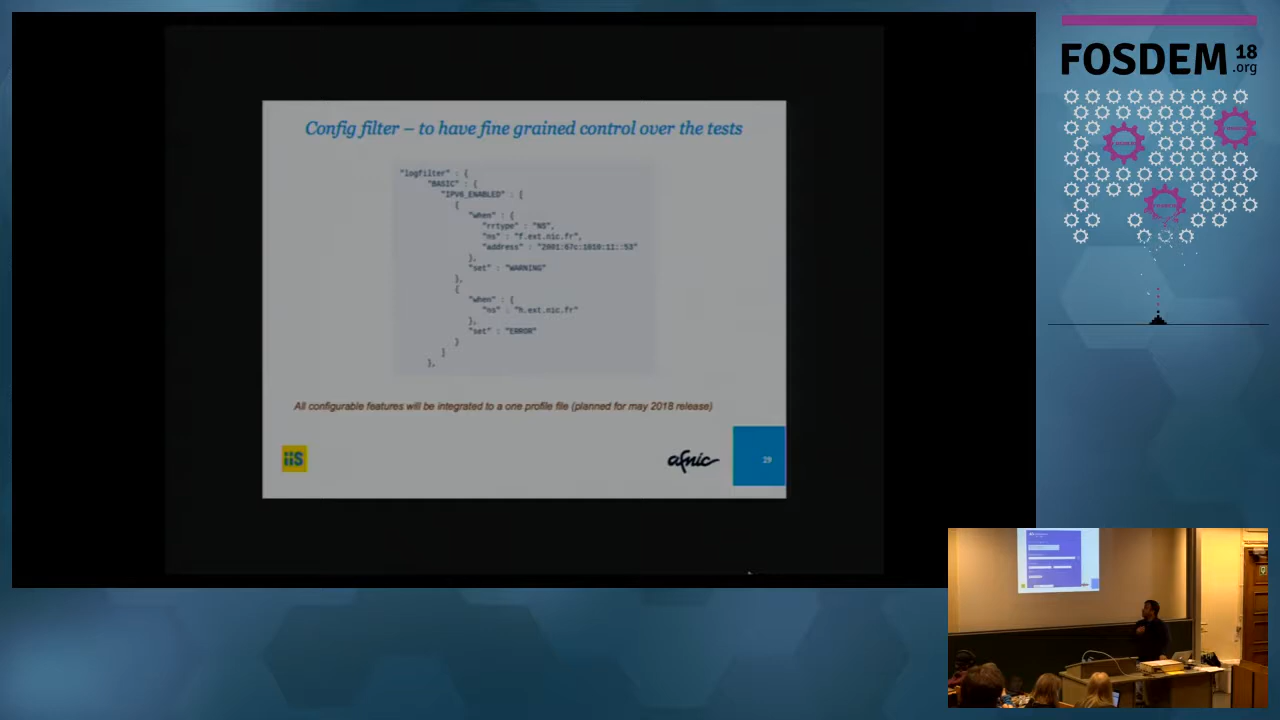 Config filter – to have fine grained control over the tests
"logfilter" : {
"BASIC" : {
"IPV6_ENABLED" : [
{
"when" : {
"rrtype" : "NS",
"ns" : "f.ext.nic.fr",
"address" : "2001:67c:1010:11::53"
},
"set" : "WARNING"
},
{
"when" : {
"ns" : "h.ext.nic.fr"
},
"set" : "ERROR"
}
]
},
All configurable features will be integrated to a one profile file (planned for may 2018 release)
iis
afnic
29
FOSDEM 18
.org